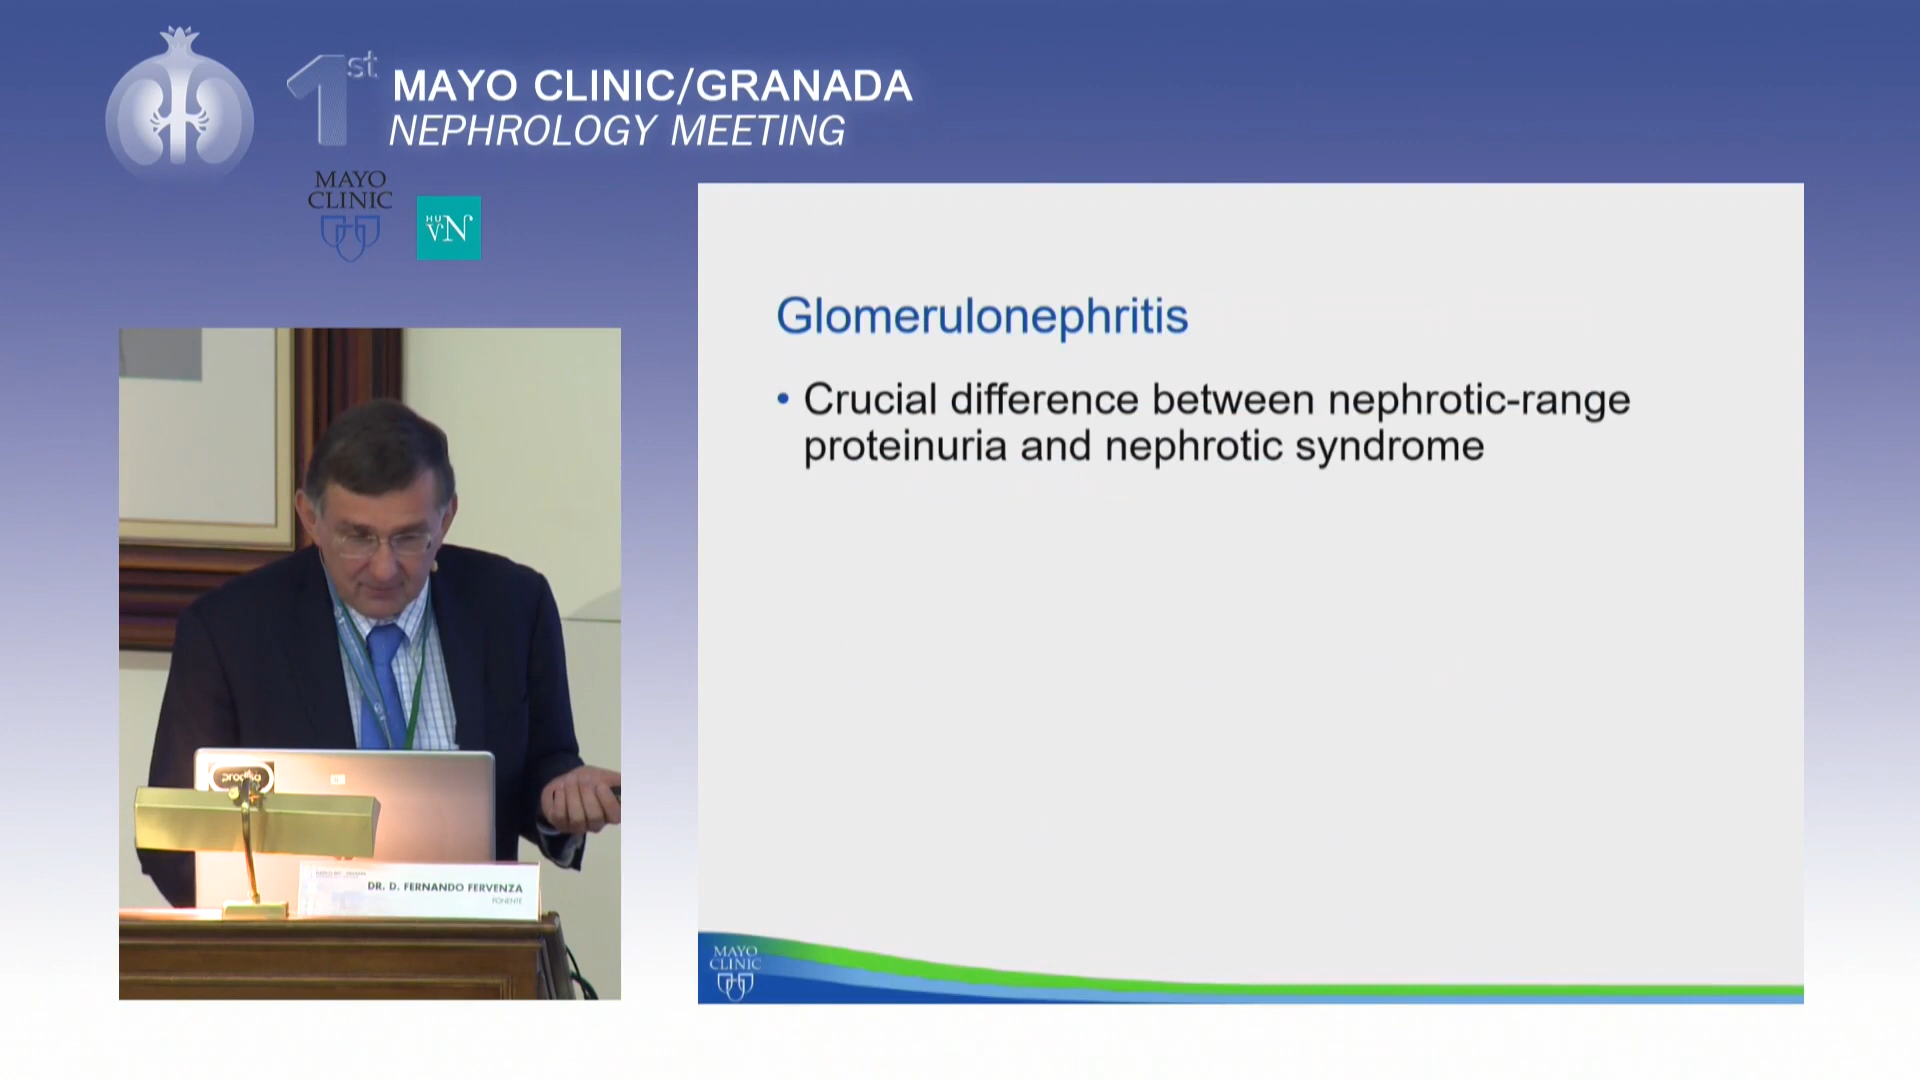 1st MAYO CLINIC/GRANADA
NEPHROLOGY MEETING
MAYO
CLINIC
HU
VN
Glomerulonephritis
• Crucial difference between nephrotic-range
proteinuria and nephrotic syndrome
DR. D. FERNANDO FERVENZA
PONENTE
MAYO
CLINIC